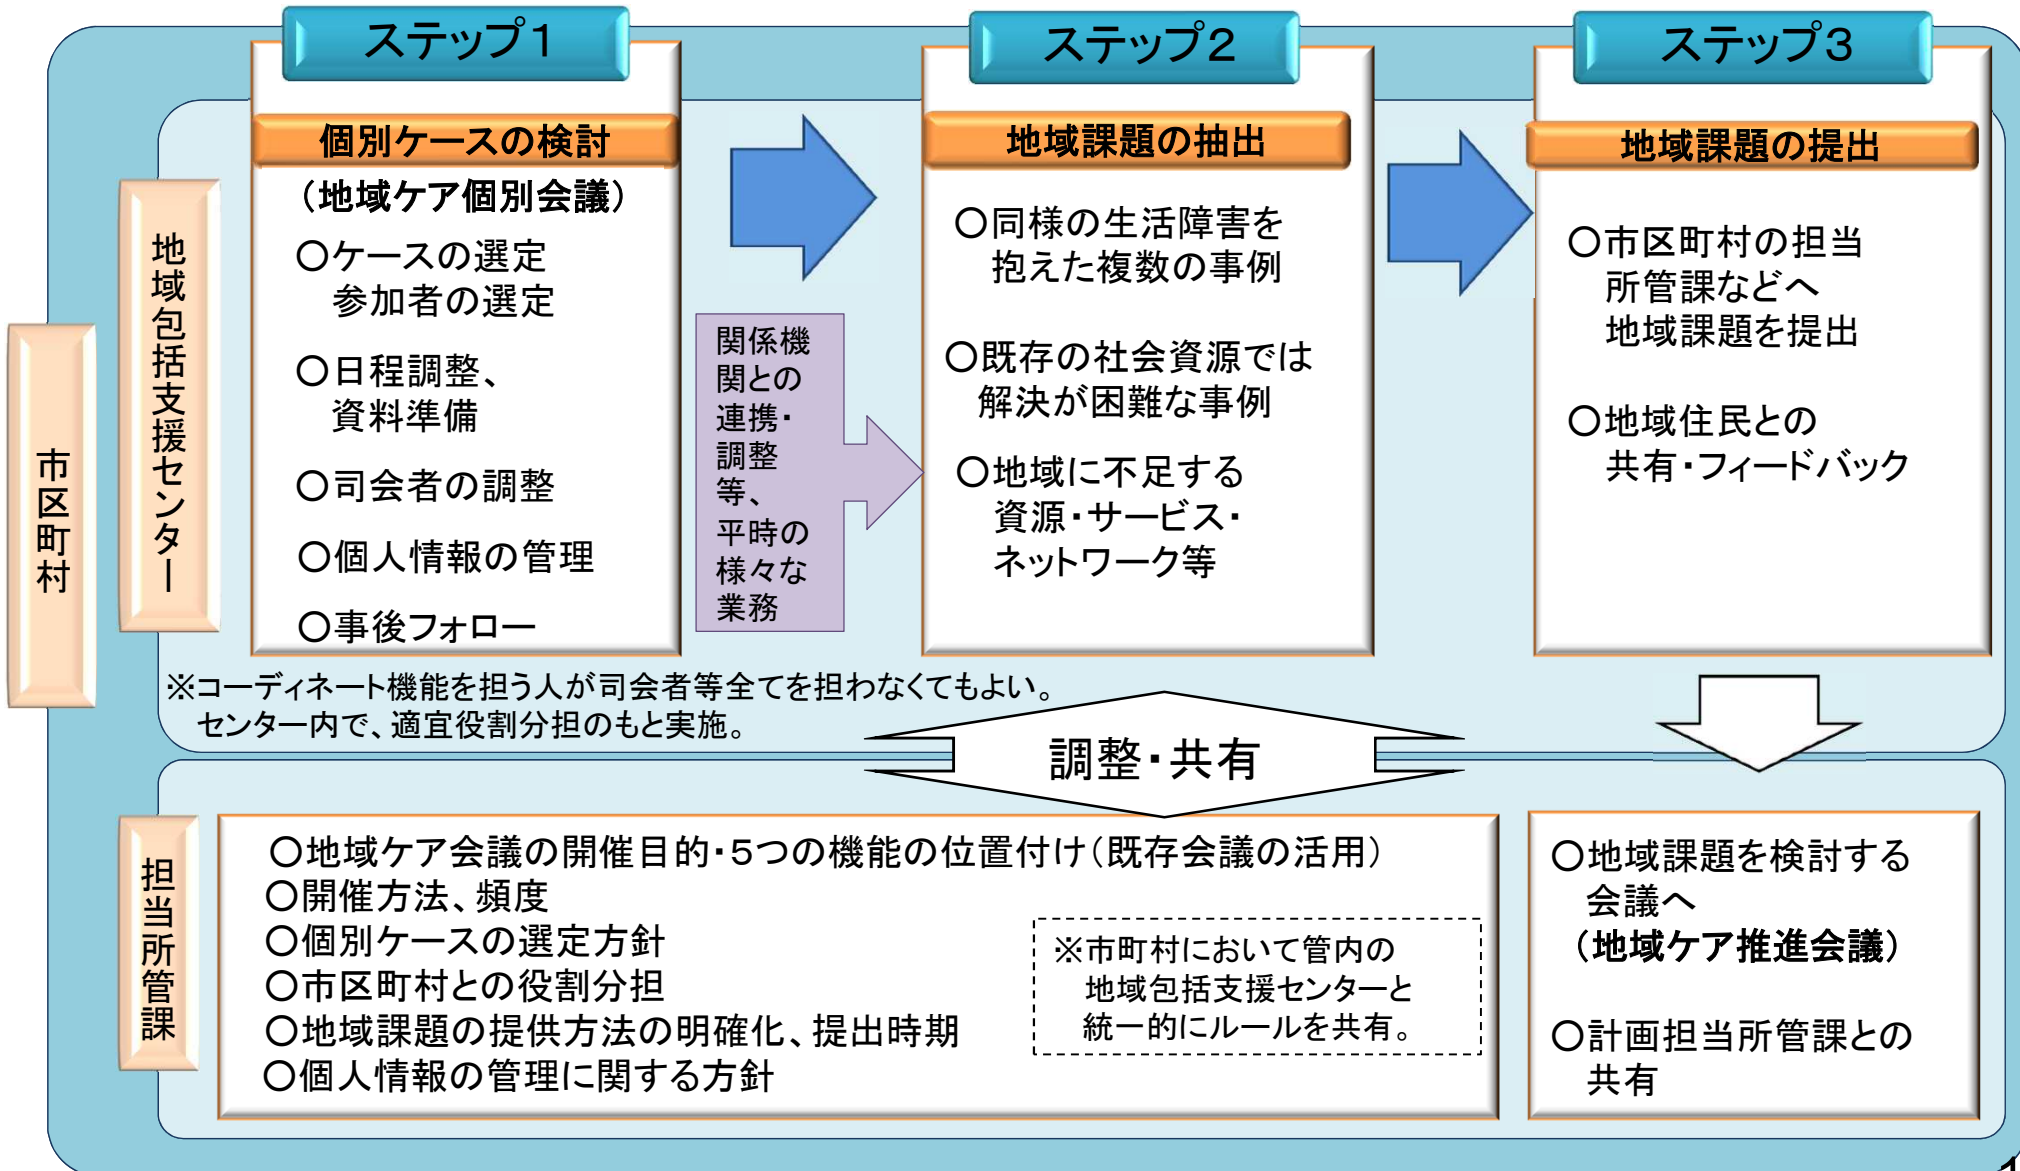 ステップ１
ステップ２
ステップ３
市区町村
地域包括支援センター
個別ケースの検討
（地域ケア個別会議）
○ケースの選定
参加者の選定
○日程調整、
資料準備
○司会者の調整
○個人情報の管理
○事後フォロー
関係機
関との
連携・
調整
等、
平時の
様々な
業務
地域課題の抽出
○同様の生活障害を
抱えた複数の事例
○既存の社会資源では
解決が困難な事例
○地域に不足する
資源・サービス・
ネットワーク等
地域課題の提出
○市区町村の担当
所管課などへ
地域課題を提出
○地域住民との
共有・フィードバック
※コーディネート機能を担う人が司会者等全てを担わなくてもよい。
センター内で、適宜役割分担のもと実施。
調整・共有
担当所管課
○地域ケア会議の開催目的・５つの機能の位置付け（既存会議の活用）
○開催方法、頻度
○個別ケースの選定方針
○市区町村との役割分担
○地域課題の提供方法の明確化、提出時期
○個人情報の管理に関する方針
※市町村において管内の
地域包括支援センターと
統一的にルールを共有。
○地域課題を検討する
会議へ
（地域ケア推進会議）
○計画担当所管課との
共有